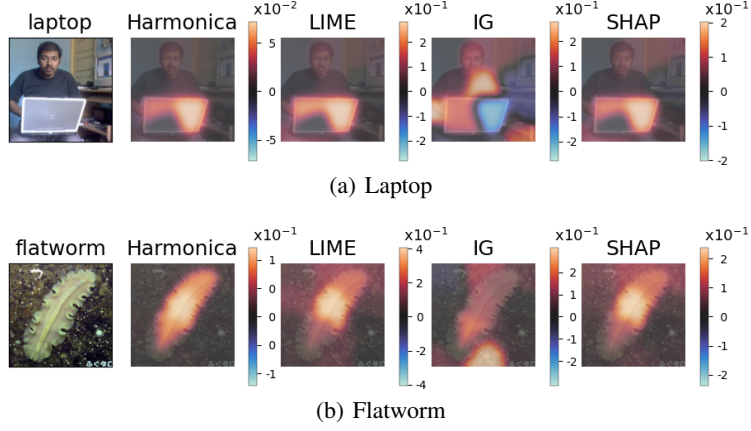 laptop Harmonica LIME IG SHAP
x10⁻² x10⁻¹ x10⁻¹ x10⁻¹
5 2 2 2
1 1 1
0 0 0 0
-1 -1 -1
-5 -2 -2 -2
(a) Laptop
flatworm Harmonica LIME IG SHAP
x10⁻¹ x10⁻¹ x10⁻¹ x10⁻¹
1 4 2 2
0 2 1 1
0 0 0 0
0 -2 -1 -1
-1 -4 -2 -2
(b) Flatworm